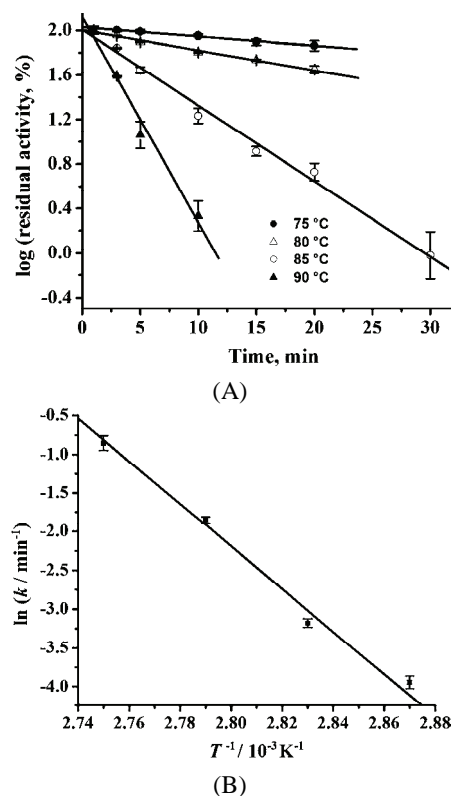 log (residual activity, %)
2.0
1.6
1.2
0.8
0.4
0.0
-0.4
75 °C
80 °C
85 °C
90 °C
0 5 10 15 20 25 30
Time, min
(A)
ln (k / min⁻¹)
-0.5
-1.0
-1.5
-2.0
-2.5
-3.0
-3.5
-4.0
2.74 2.76 2.78 2.80 2.82 2.84 2.86 2.88
T⁻¹ / 10⁻³ K⁻¹
(B)